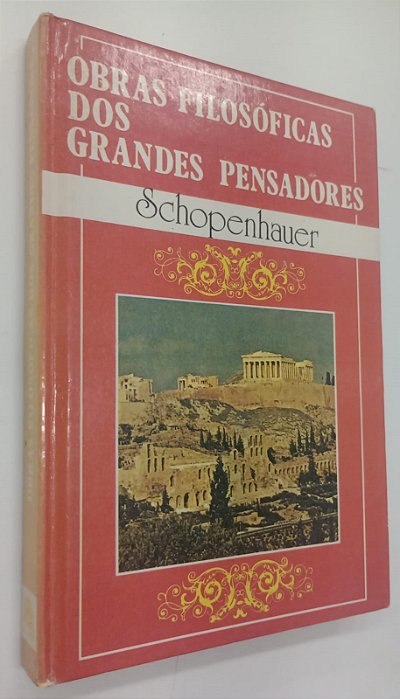 OBRAS FILOSÓFICAS
DOS
GRANDES PENSADORES
Schopenhauer